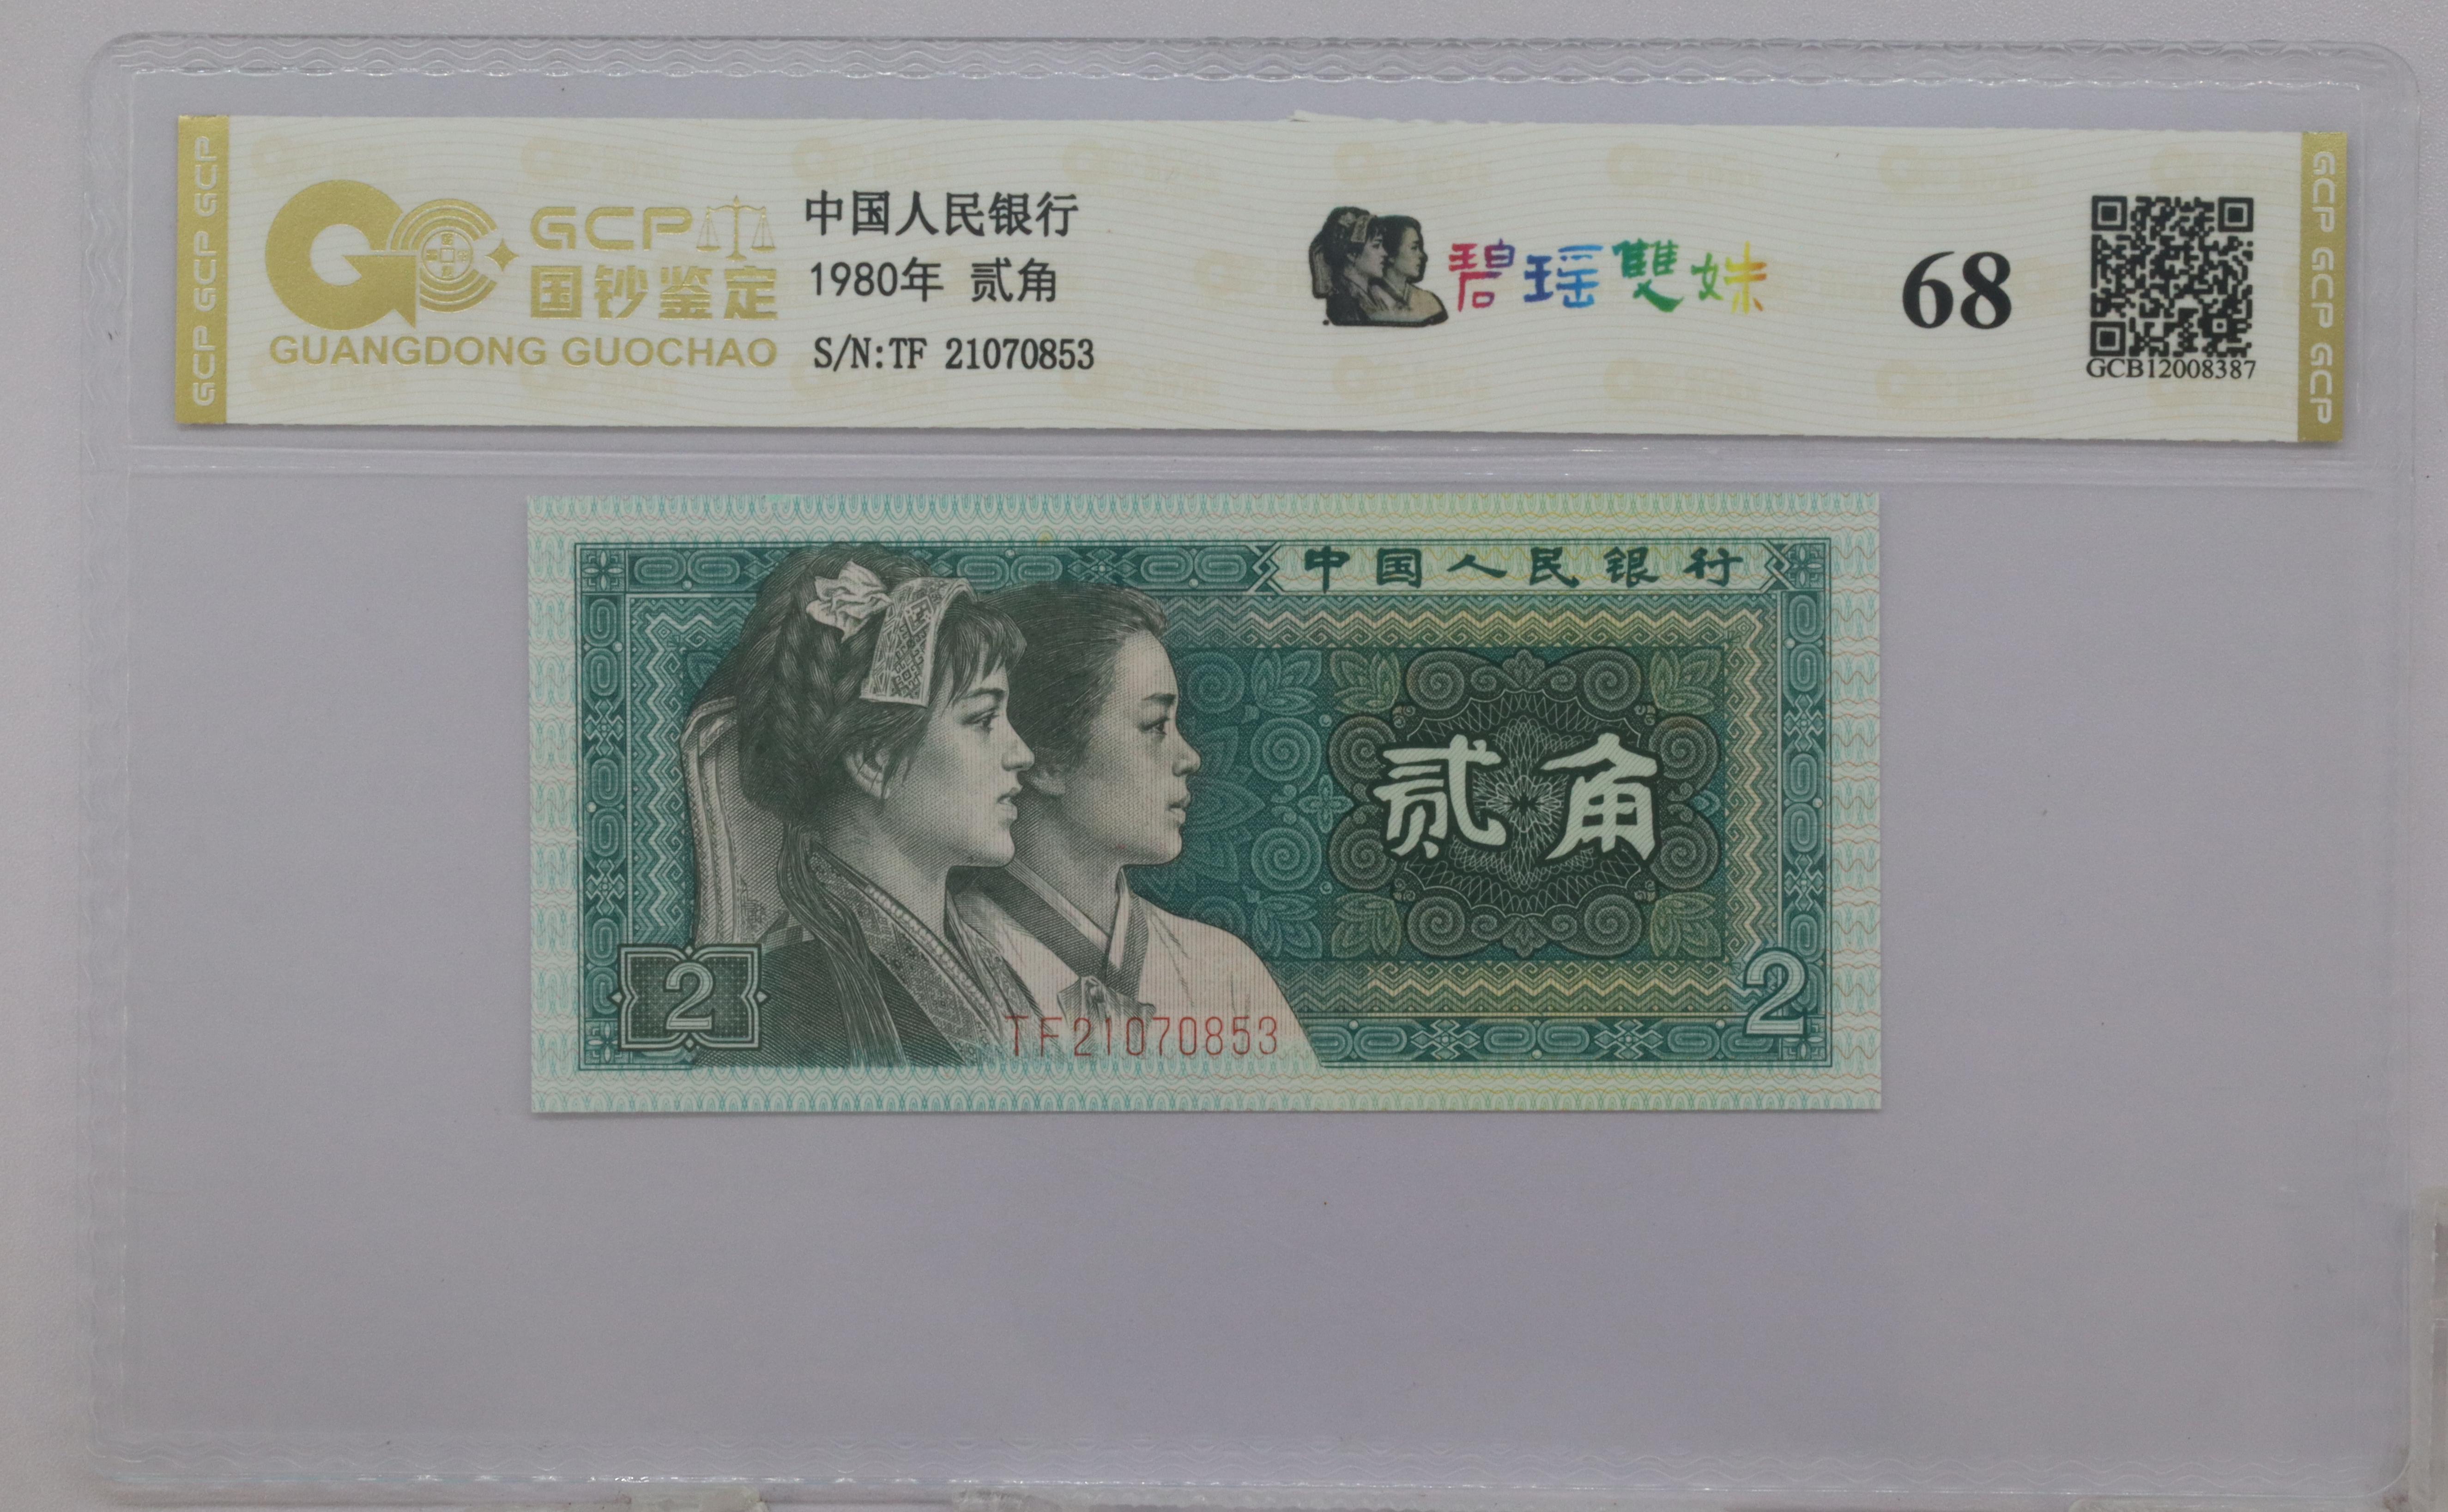 GCP GCP GCP
GCP
国钞鉴定
GUANGDONG GUOCHAO
中国人民银行
1980年 贰角
S/N:TF 21070853
碧瑶雙姝
68
GCB12008387
GCP GCP GCP
中国人民银行
贰角
2
TF21070853
2